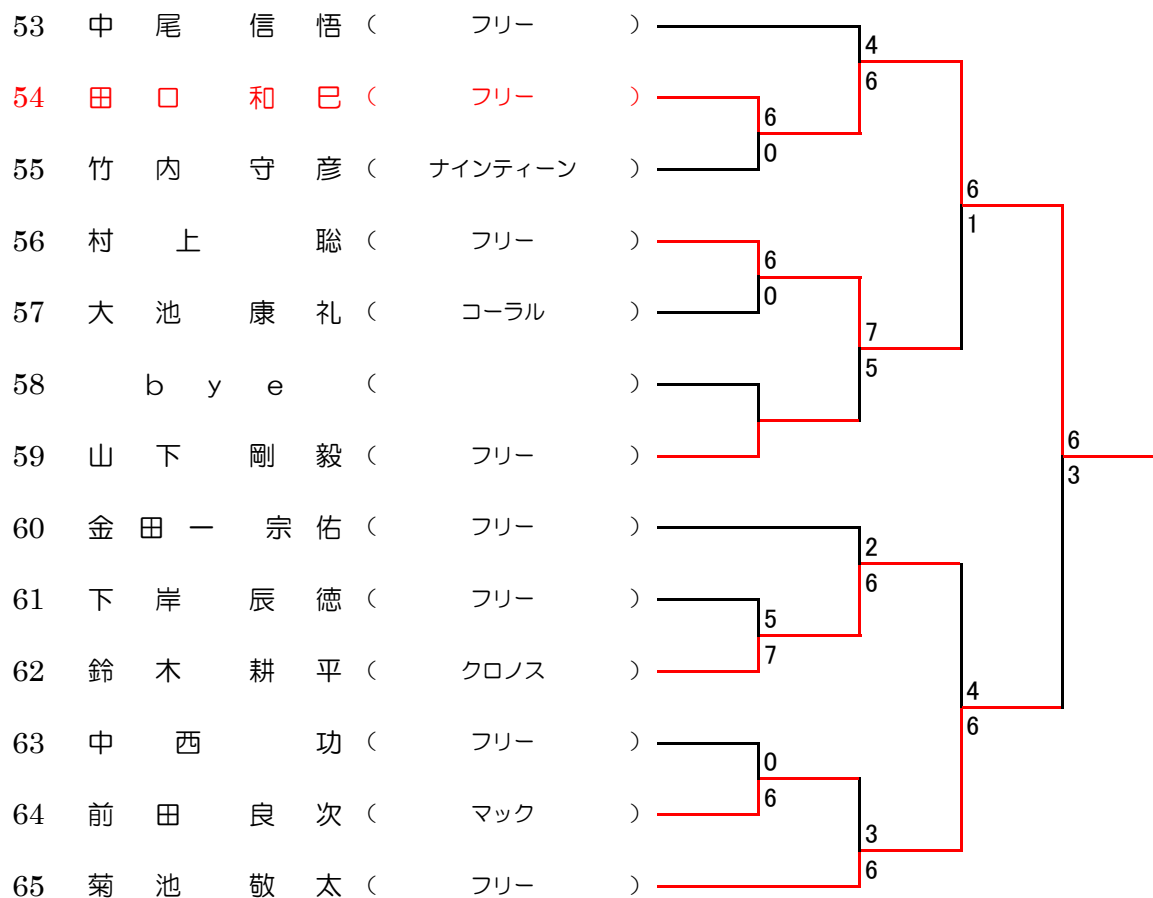 53 中尾 信悟 ( フリー )
4
6
54 田口 和巳 ( フリー )
6
0
55 竹内 守彦 ( ナインティーン )
6
1
56 村上 聡 ( フリー )
6
0
57 大池 康礼 ( コーラル )
7
5
58 bye ( )
59 山下 剛毅 ( フリー )
6
3
60 金田一 宗佑 ( フリー )
2
6
61 下岸 辰徳 ( フリー )
5
7
62 鈴木 耕平 ( クロノス )
4
6
63 中西 功 ( フリー )
0
6
64 前田 良次 ( マック )
3
6
65 菊池 敬太 ( フリー )